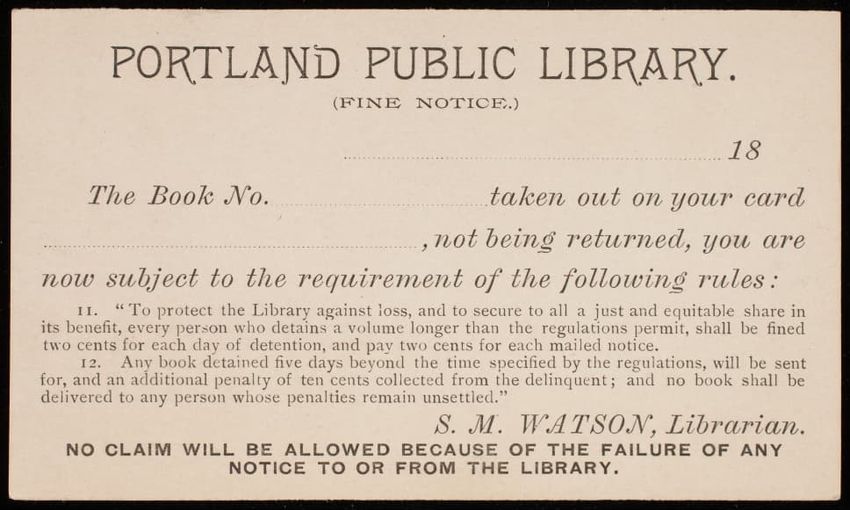 PORTLAND PUBLIC LIBRARY.
(FINE NOTICE.)
18
The Book No. taken out on your card
, not being returned, you are
now subject to the requirement of the following rules:
11. "To protect the Library against loss, and to secure to all a just and equitable share in
its benefit, every person who detains a volume longer than the regulations permit, shall be fined
two cents for each day of detention, and pay two cents for each mailed notice.
12. Any book detained five days beyond the time specified by the regulations, will be sent
for, and an additional penalty of ten cents collected from the delinquent; and no book shall be
delivered to any person whose penalties remain unsettled."
S. M. WATSON, Librarian.
NO CLAIM WILL BE ALLOWED BECAUSE OF THE FAILURE OF ANY
NOTICE TO OR FROM THE LIBRARY.